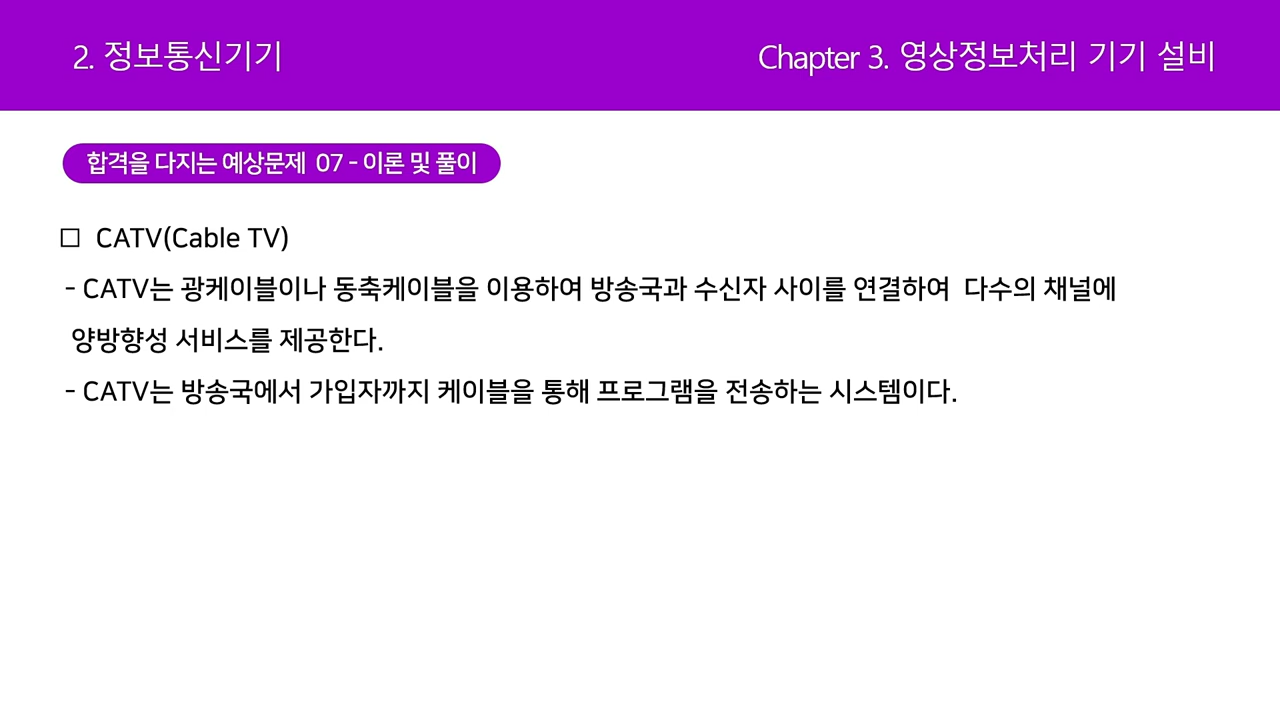 2. 정보통신기기
Chapter 3. 영상정보처리 기기 설비
합격을 다지는 예상문제 07 - 이론 및 풀이
□ CATV(Cable TV)
- CATV는 광케이블이나 동축케이블을 이용하여 방송국과 수신자 사이를 연결하여 다수의 채널에
양방향성 서비스를 제공한다.
- CATV는 방송국에서 가입자까지 케이블을 통해 프로그램을 전송하는 시스템이다.